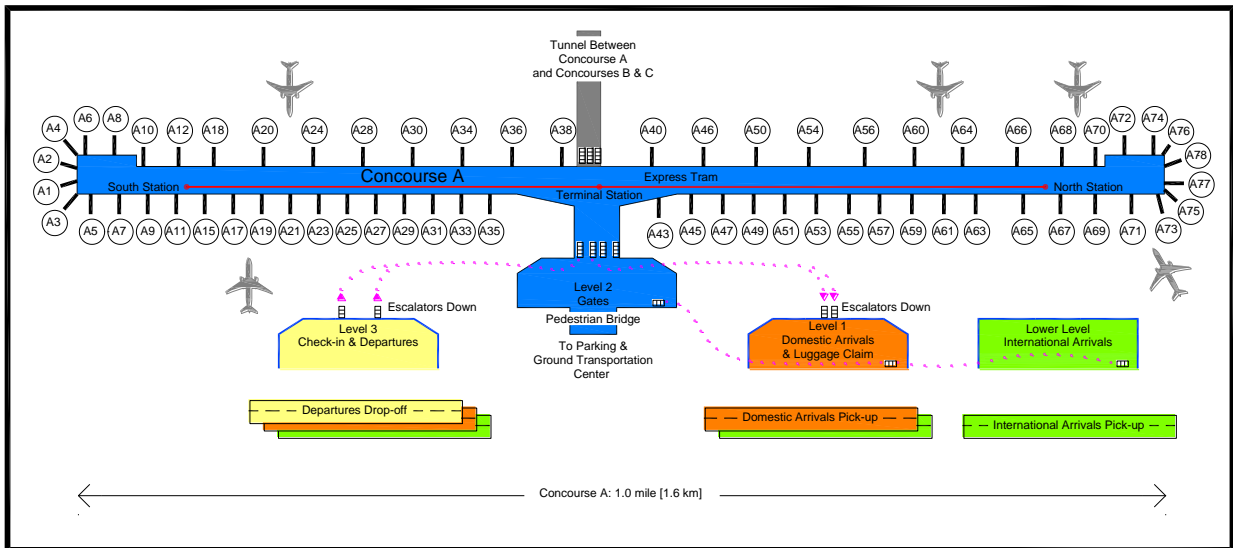 Tunnel Between
Concourse A
and Concourses B & C
A4
A6
A8
A10
A12
A18
A20
A24
A28
A30
A34
A36
A38
A40
A46
A50
A54
A56
A60
A64
A66
A68
A70
A72
A74
A76
A2
A78
A1
South Station
Concourse A
Terminal Station
Express Tram
North Station
A77
A3
A75
A5
A7
A9
A11
A15
A17
A19
A21
A23
A25
A27
A29
A31
A33
A35
A43
A45
A47
A49
A51
A53
A55
A57
A59
A61
A63
A65
A67
A69
A71
A73
Level 2
Gates
Escalators Down
Escalators Down
Pedestrian Bridge
Level 3
Check-in & Departures
To Parking &
Ground Transportation
Center
Level 1
Domestic Arrivals
& Luggage Claim
Lower Level
International Arrivals
Departures Drop-off
Domestic Arrivals Pick-up
International Arrivals Pick-up
Concourse A: 1.0 mile [1.6 km]